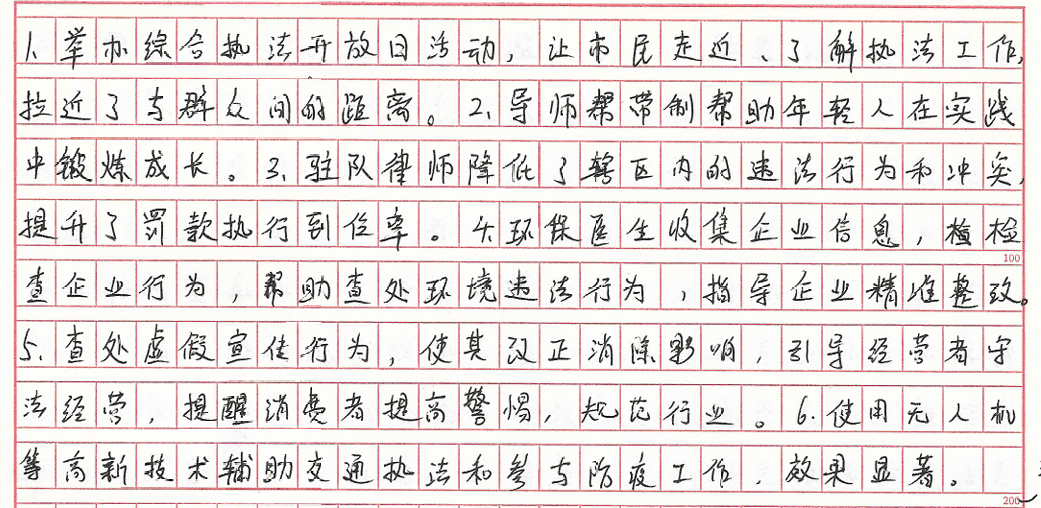 1、举办综合执法开放日活动，让市民走近、了解执法工作，
拉近了与群众间的距离。2、导师帮带制帮助年轻人在实践
中锻炼成长。3、驻队律师降低了辖区内的违法行为和冲突，
提升了罚款执行到位率。4、环保医生收集企业信息，检检
100
查企业行为，帮助查处环境违法行为，指导企业精准整改。
5、查处虚假宣传行为，使其改正消除影响，引导经营者守
法经营，提醒消费者提高警惕，规范行业。6、使用无人机
等高新技术辅助交通执法和参与防疫工作，效果显著。
200